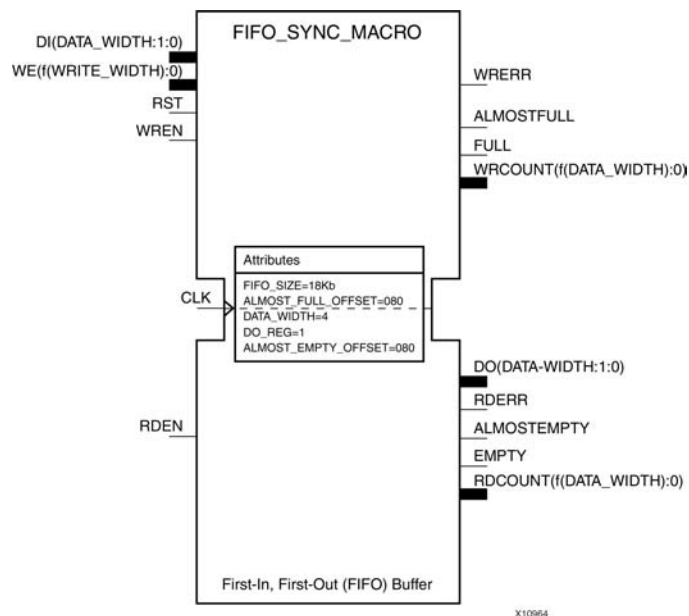 FIFO_SYNC_MACRO
DI(DATA_WIDTH:1:0)
WE(f(WRITE_WIDTH):0)
RST
WREN
WRERR
ALMOSTFULL
FULL
WRCOUNT(f(DATA_WIDTH):0)
CLK
Attributes
FIFO_SIZE=18Kb
ALMOST_FULL_OFFSET=080
DATA_WIDTH=4
DO_REG=1
ALMOST_EMPTY_OFFSET=080
RDEN
DO(DATA-WIDTH:1:0)
RDERR
ALMOSTEMPTY
EMPTY
RDCOUNT(f(DATA_WIDTH):0)
First-In, First-Out (FIFO) Buffer
X10964